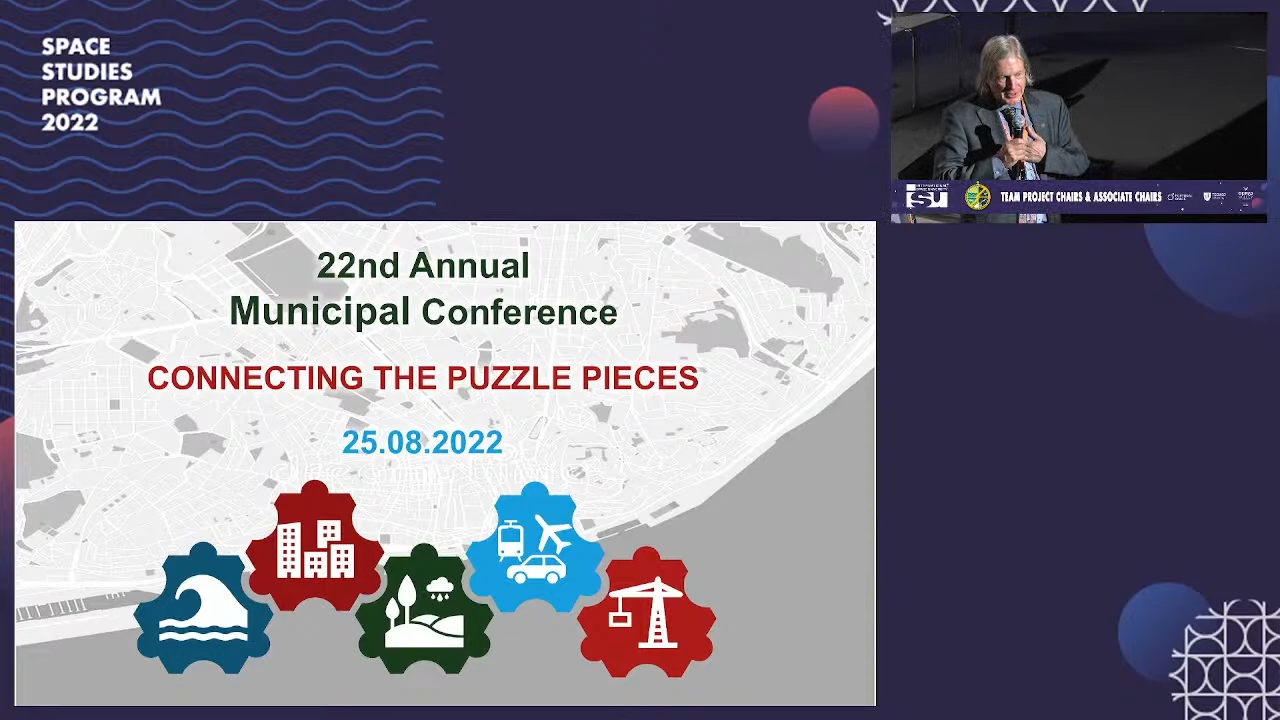 SPACE
STUDIES
PROGRAM
2022
22nd Annual
Municipal Conference
CONNECTING THE PUZZLE PIECES
25.08.2022
isu
TEAM PROJECT CHAIRS & ASSOCIATE CHAIRS